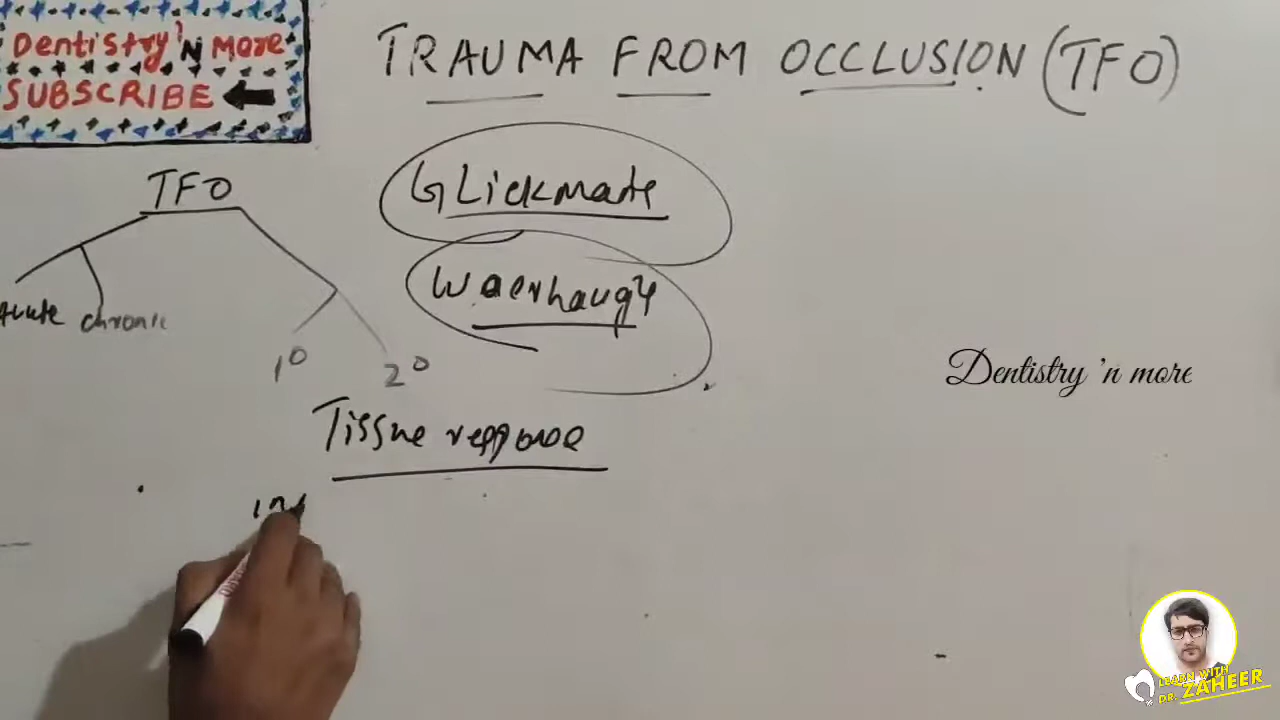 Dentistry'N More
SUBSCRIBE
TRAUMA FROM OCCLUSION (TFO)
TFO
Acute chronic
1° 2°
GLickmans
Waerhaug's
Tissue response
Dentistry 'n more
LEARN WITH
DR. ZAHEER